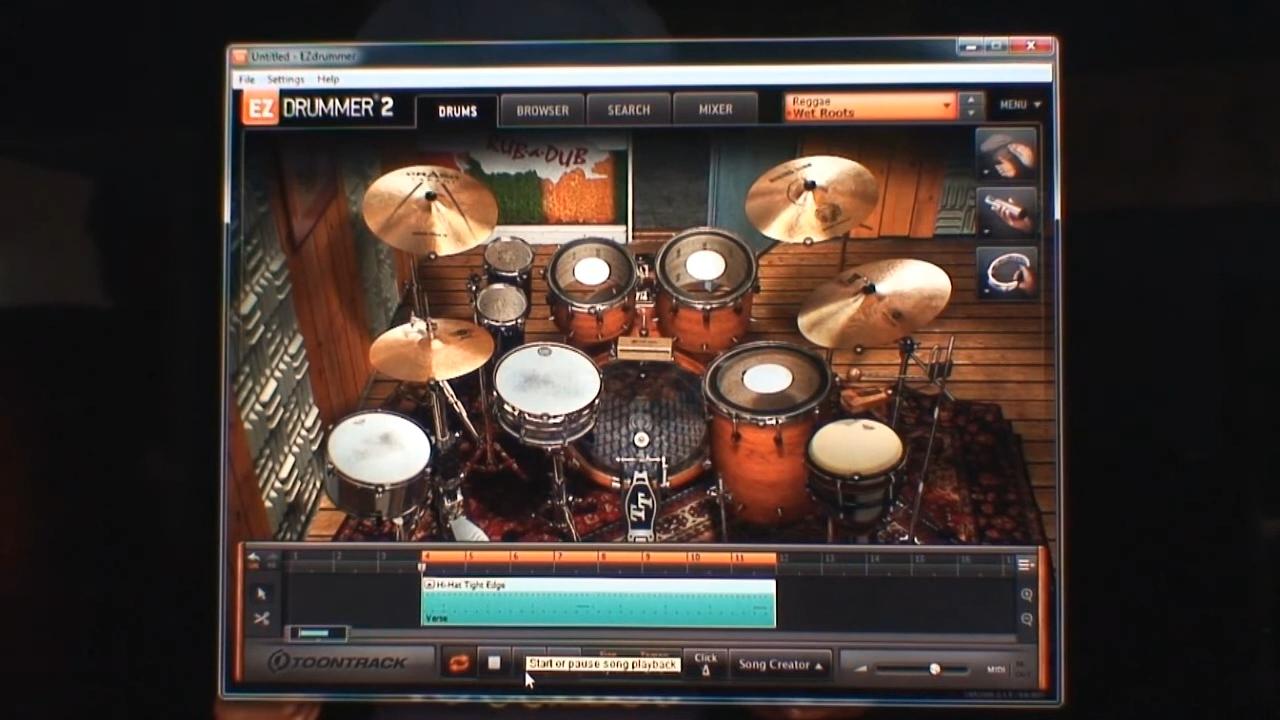 Untitled - EZdrummer
File Settings Help
EZ DRUMMER® 2
DRUMS
BROWSER
SEARCH
MIXER
Reggae
Wet Roots
MENU
RUB-A-DUB
TT
1 2 3 4 5 6 7 8 9 10 11 12 13 14 15 16
Hi-Hat Tight Edge
Verse
TOONTRACK
Start or pause song playback
Click
Song Creator
MIDI